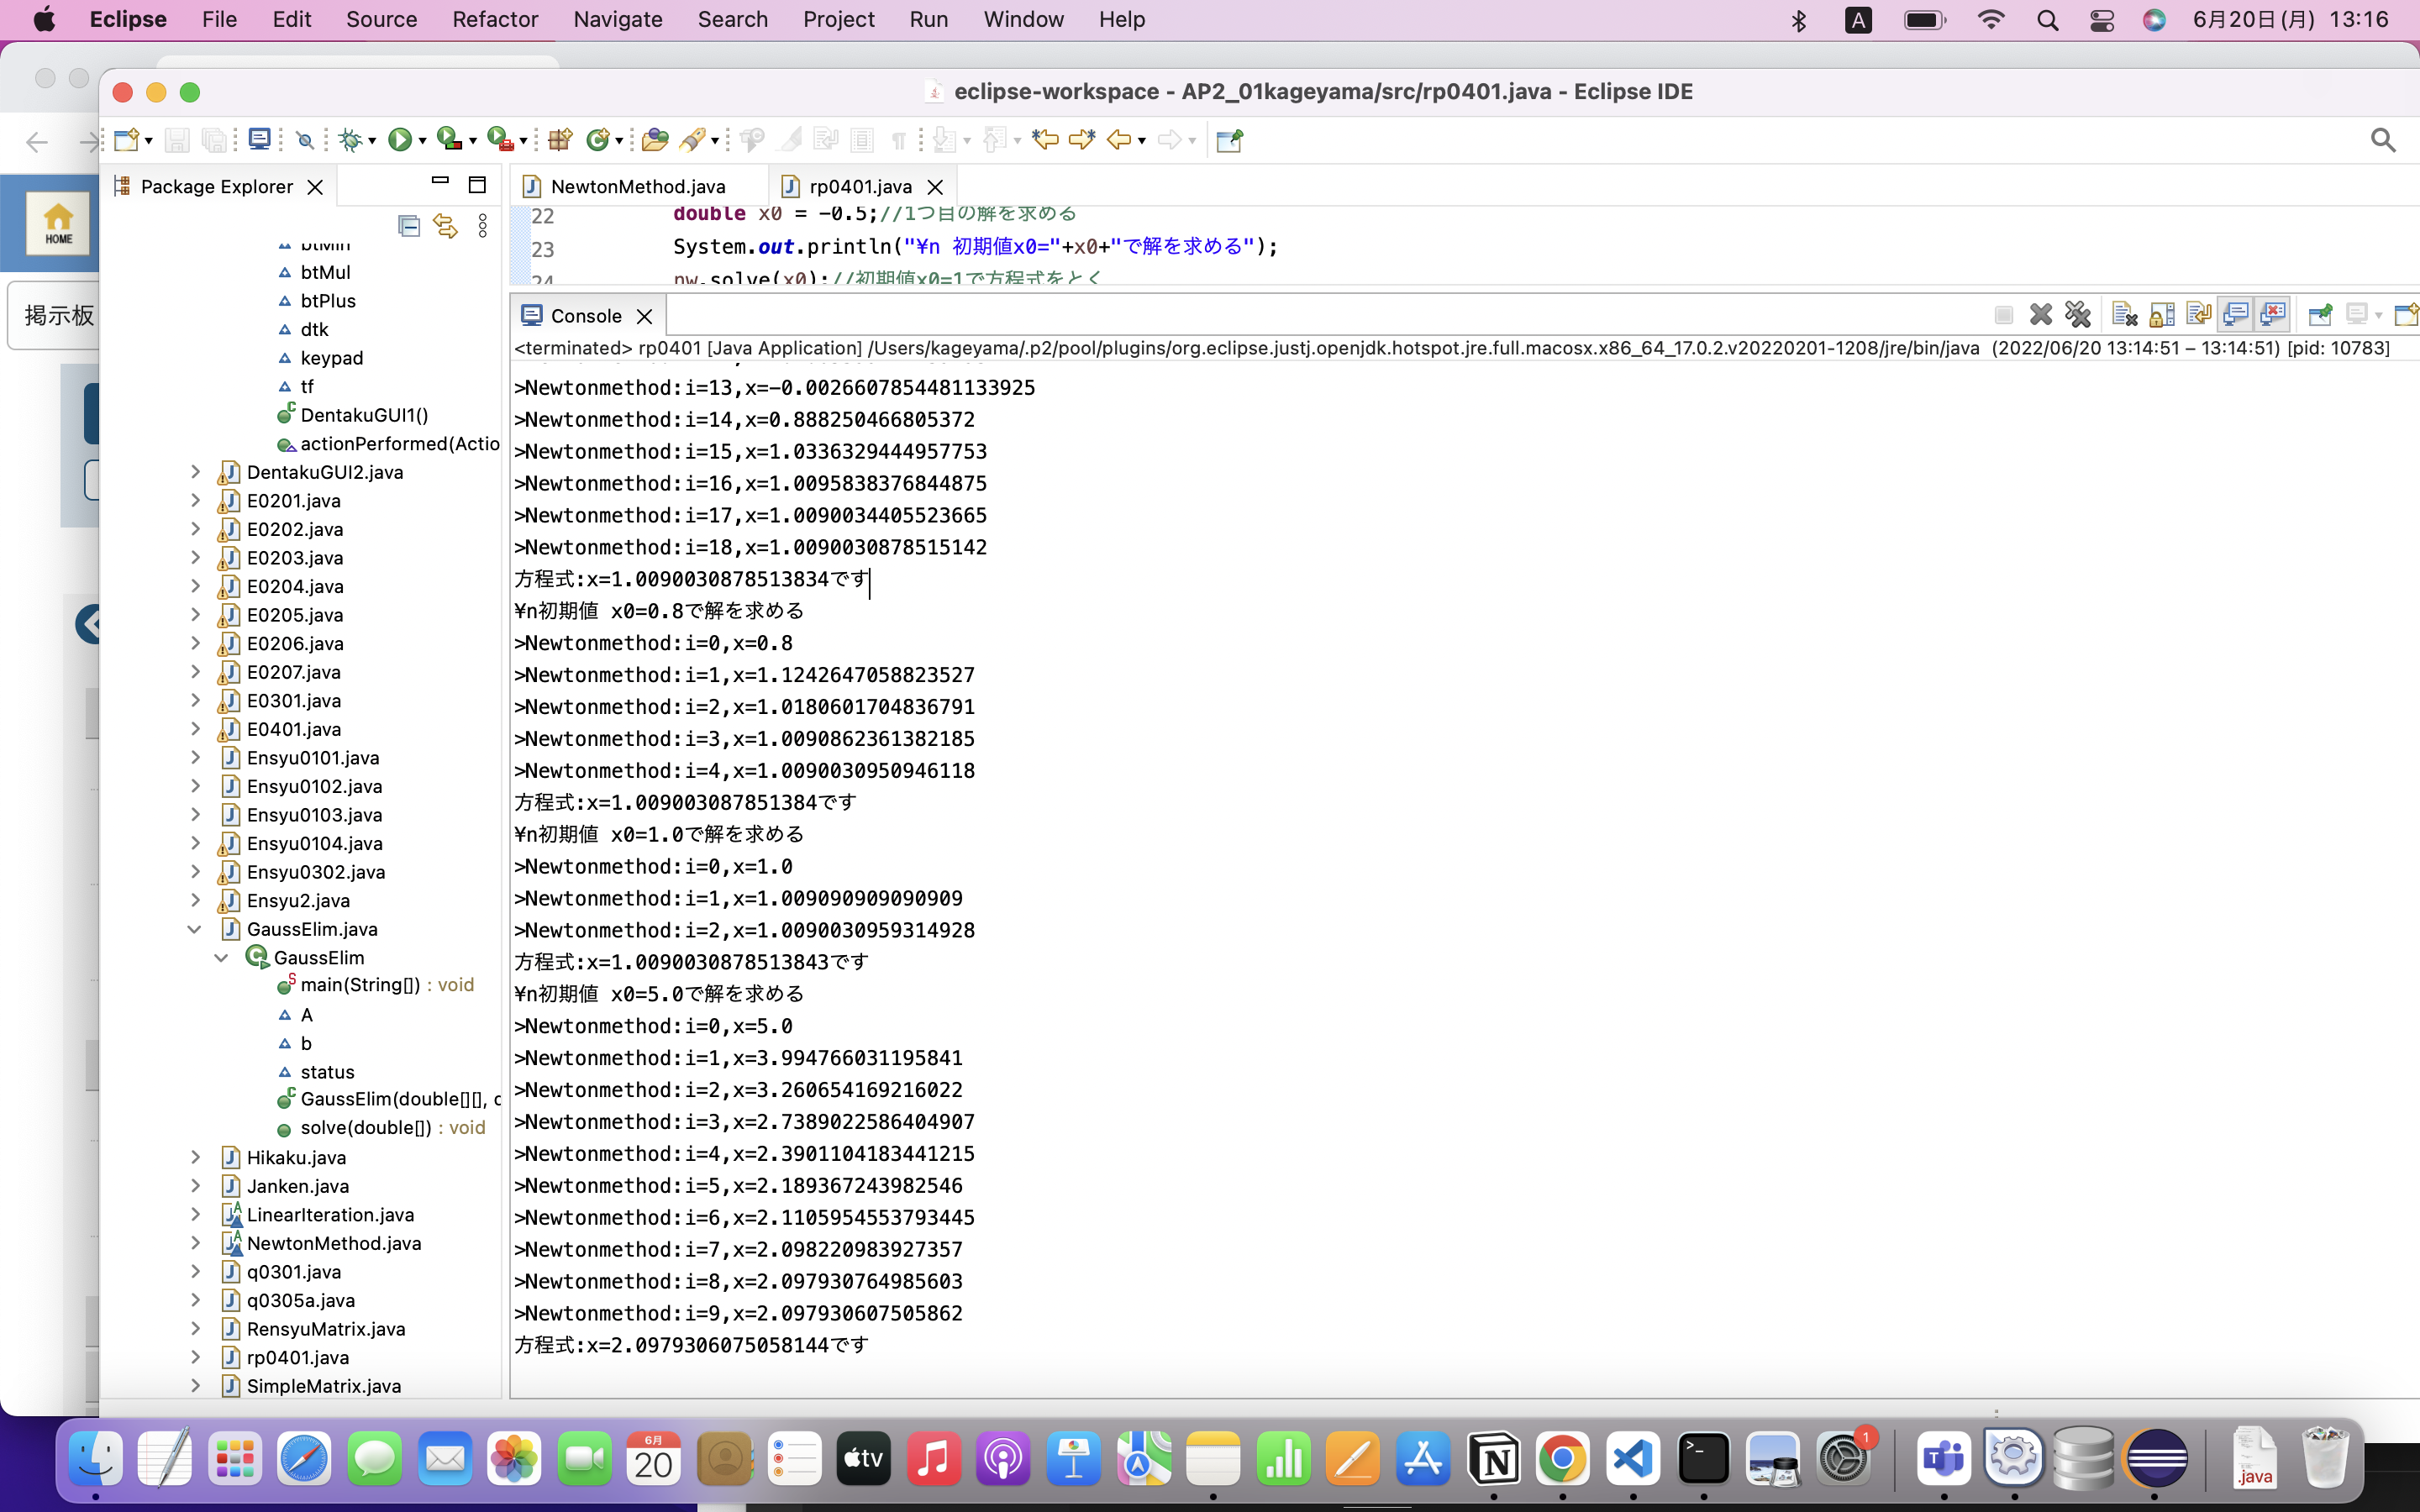 Eclipse File Edit Source Refactor Navigate Search Project Run Window Help A 6月20日(月) 13:16
eclipse-workspace - AP2_01kageyama/src/rp0401.java - Eclipse IDE
HOME
掲示板
Package Explorer
btMin
btMul
btPlus
dtk
keypad
tf
DentakuGUI1()
actionPerformed(Actio
DentakuGUI2.java
E0201.java
E0202.java
E0203.java
E0204.java
E0205.java
E0206.java
E0207.java
E0301.java
E0401.java
Ensyu0101.java
Ensyu0102.java
Ensyu0103.java
Ensyu0104.java
Ensyu0302.java
Ensyu2.java
GaussElim.java
GaussElim
main(String[]) : void
A
b
status
GaussElim(double[][], d
solve(double[]) : void
Hikaku.java
Janken.java
LinearIteration.java
NewtonMethod.java
q0301.java
q0305a.java
RensyuMatrix.java
rp0401.java
SimpleMatrix.java
NewtonMethod.java rp0401.java
22 double x0 = -0.5;//1つ目の解を求める
23 System.out.println("¥n 初期値x0="+x0+"で解を求める");
24 nw.solve(x0);//初期値x0=1で方程式をとく
Console
<terminated> rp0401 [Java Application] /Users/kageyama/.p2/pool/plugins/org.eclipse.justj.openjdk.hotspot.jre.full.macosx.x86_64_17.0.2.v20220201-1208/jre/bin/java (2022/06/20 13:14:51 – 13:14:51) [pid: 10783]
>Newtonmethod:i=13,x=-0.0026607854481133925
>Newtonmethod:i=14,x=0.888250466805372
>Newtonmethod:i=15,x=1.0336329444957753
>Newtonmethod:i=16,x=1.0095838376844875
>Newtonmethod:i=17,x=1.0090034405523665
>Newtonmethod:i=18,x=1.0090030878515142
方程式:x=1.0090030878513834です
¥n初期値 x0=0.8で解を求める
>Newtonmethod:i=0,x=0.8
>Newtonmethod:i=1,x=1.1242647058823527
>Newtonmethod:i=2,x=1.0180601704836791
>Newtonmethod:i=3,x=1.0090862361382185
>Newtonmethod:i=4,x=1.0090030950946118
方程式:x=1.009003087851384です
¥n初期値 x0=1.0で解を求める
>Newtonmethod:i=0,x=1.0
>Newtonmethod:i=1,x=1.009090909090909
>Newtonmethod:i=2,x=1.0090030959314928
方程式:x=1.0090030878513843です
¥n初期値 x0=5.0で解を求める
>Newtonmethod:i=0,x=5.0
>Newtonmethod:i=1,x=3.994766031195841
>Newtonmethod:i=2,x=3.260654169216022
>Newtonmethod:i=3,x=2.7389022586404907
>Newtonmethod:i=4,x=2.3901104183441215
>Newtonmethod:i=5,x=2.189367243982546
>Newtonmethod:i=6,x=2.1105954553793445
>Newtonmethod:i=7,x=2.098220983927357
>Newtonmethod:i=8,x=2.097930764985603
>Newtonmethod:i=9,x=2.097930607505862
方程式:x=2.0979306075058144です
6月
20
tv
1
.java